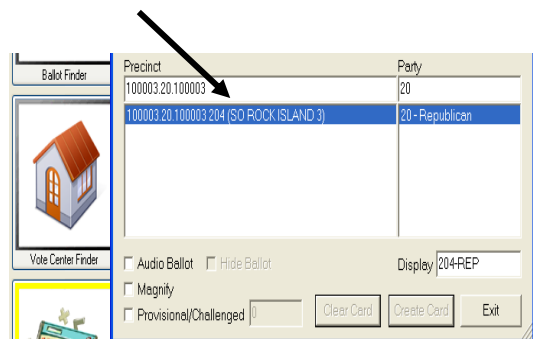 Ballot Finder
Precinct Party
100003.20.100003 20
100003.20.100003 204 (SO ROCK ISLAND 3) 20 - Republican
Vote Center Finder
Audio Ballot Hide Ballot Display 204-REP
Magnify
Provisional/Challenged 0 Clear Card Create Card Exit